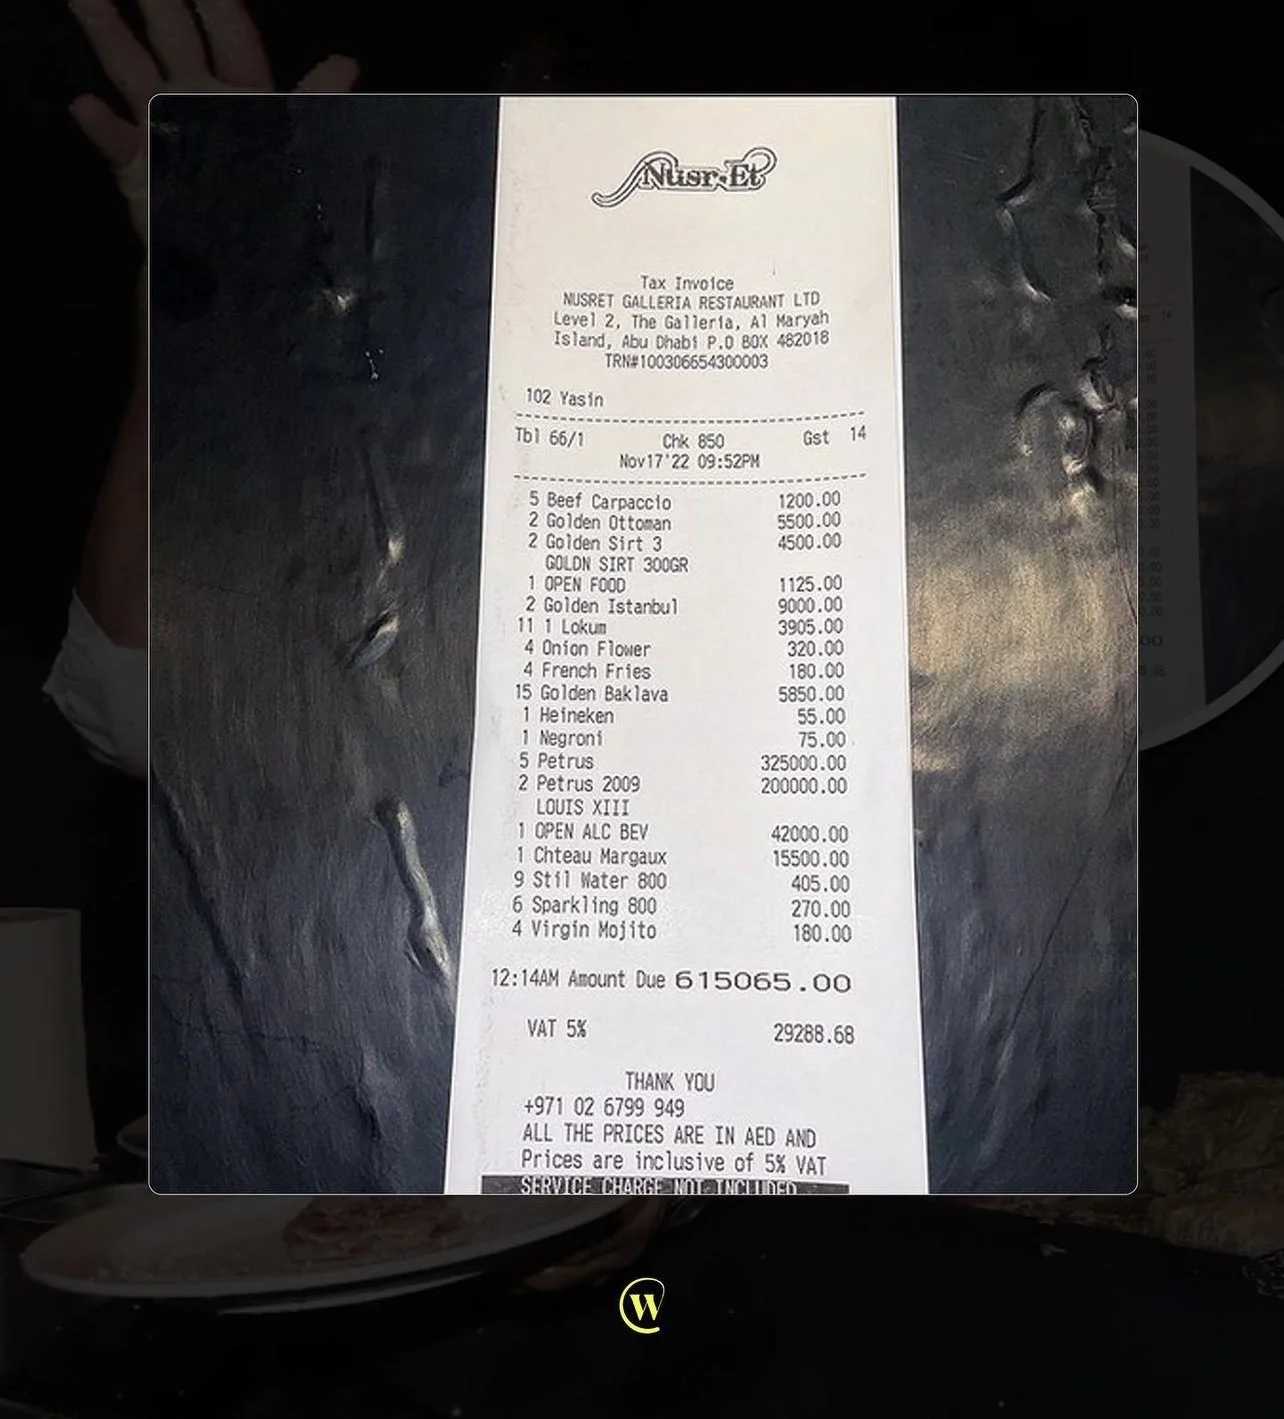 Nusr-Et
Tax Invoice
NUSRET GALLERIA RESTAURANT LTD
Level 2, The Galleria, Al Maryah
Island, Abu Dhabi P.O BOX 482018
TRN#100306654300003
102 Yasin
Tbl 66/1 Chk 850 Gst 14
Nov17'22 09:52PM
5 Beef Carpaccio 1200.00
2 Golden Ottoman 5500.00
2 Golden Sirt 3 4500.00
GOLDN SIRT 300GR
1 OPEN FOOD 1125.00
2 Golden Istanbul 9000.00
11 1 Lokum 3905.00
4 Onion Flower 320.00
4 French Fries 180.00
15 Golden Baklava 5850.00
1 Heineken 55.00
1 Negroni 75.00
5 Petrus 325000.00
2 Petrus 2009 200000.00
LOUIS XIII
1 OPEN ALC BEV 42000.00
1 Chteau Margaux 15500.00
9 Stil Water 800 405.00
6 Sparkling 800 270.00
4 Virgin Mojito 180.00
12:14AM Amount Due 615065.00
VAT 5% 29288.68
THANK YOU
+971 02 6799 949
ALL THE PRICES ARE IN AED AND
Prices are inclusive of 5% VAT
SERVICE CHARGE NOT INCLUDED
W